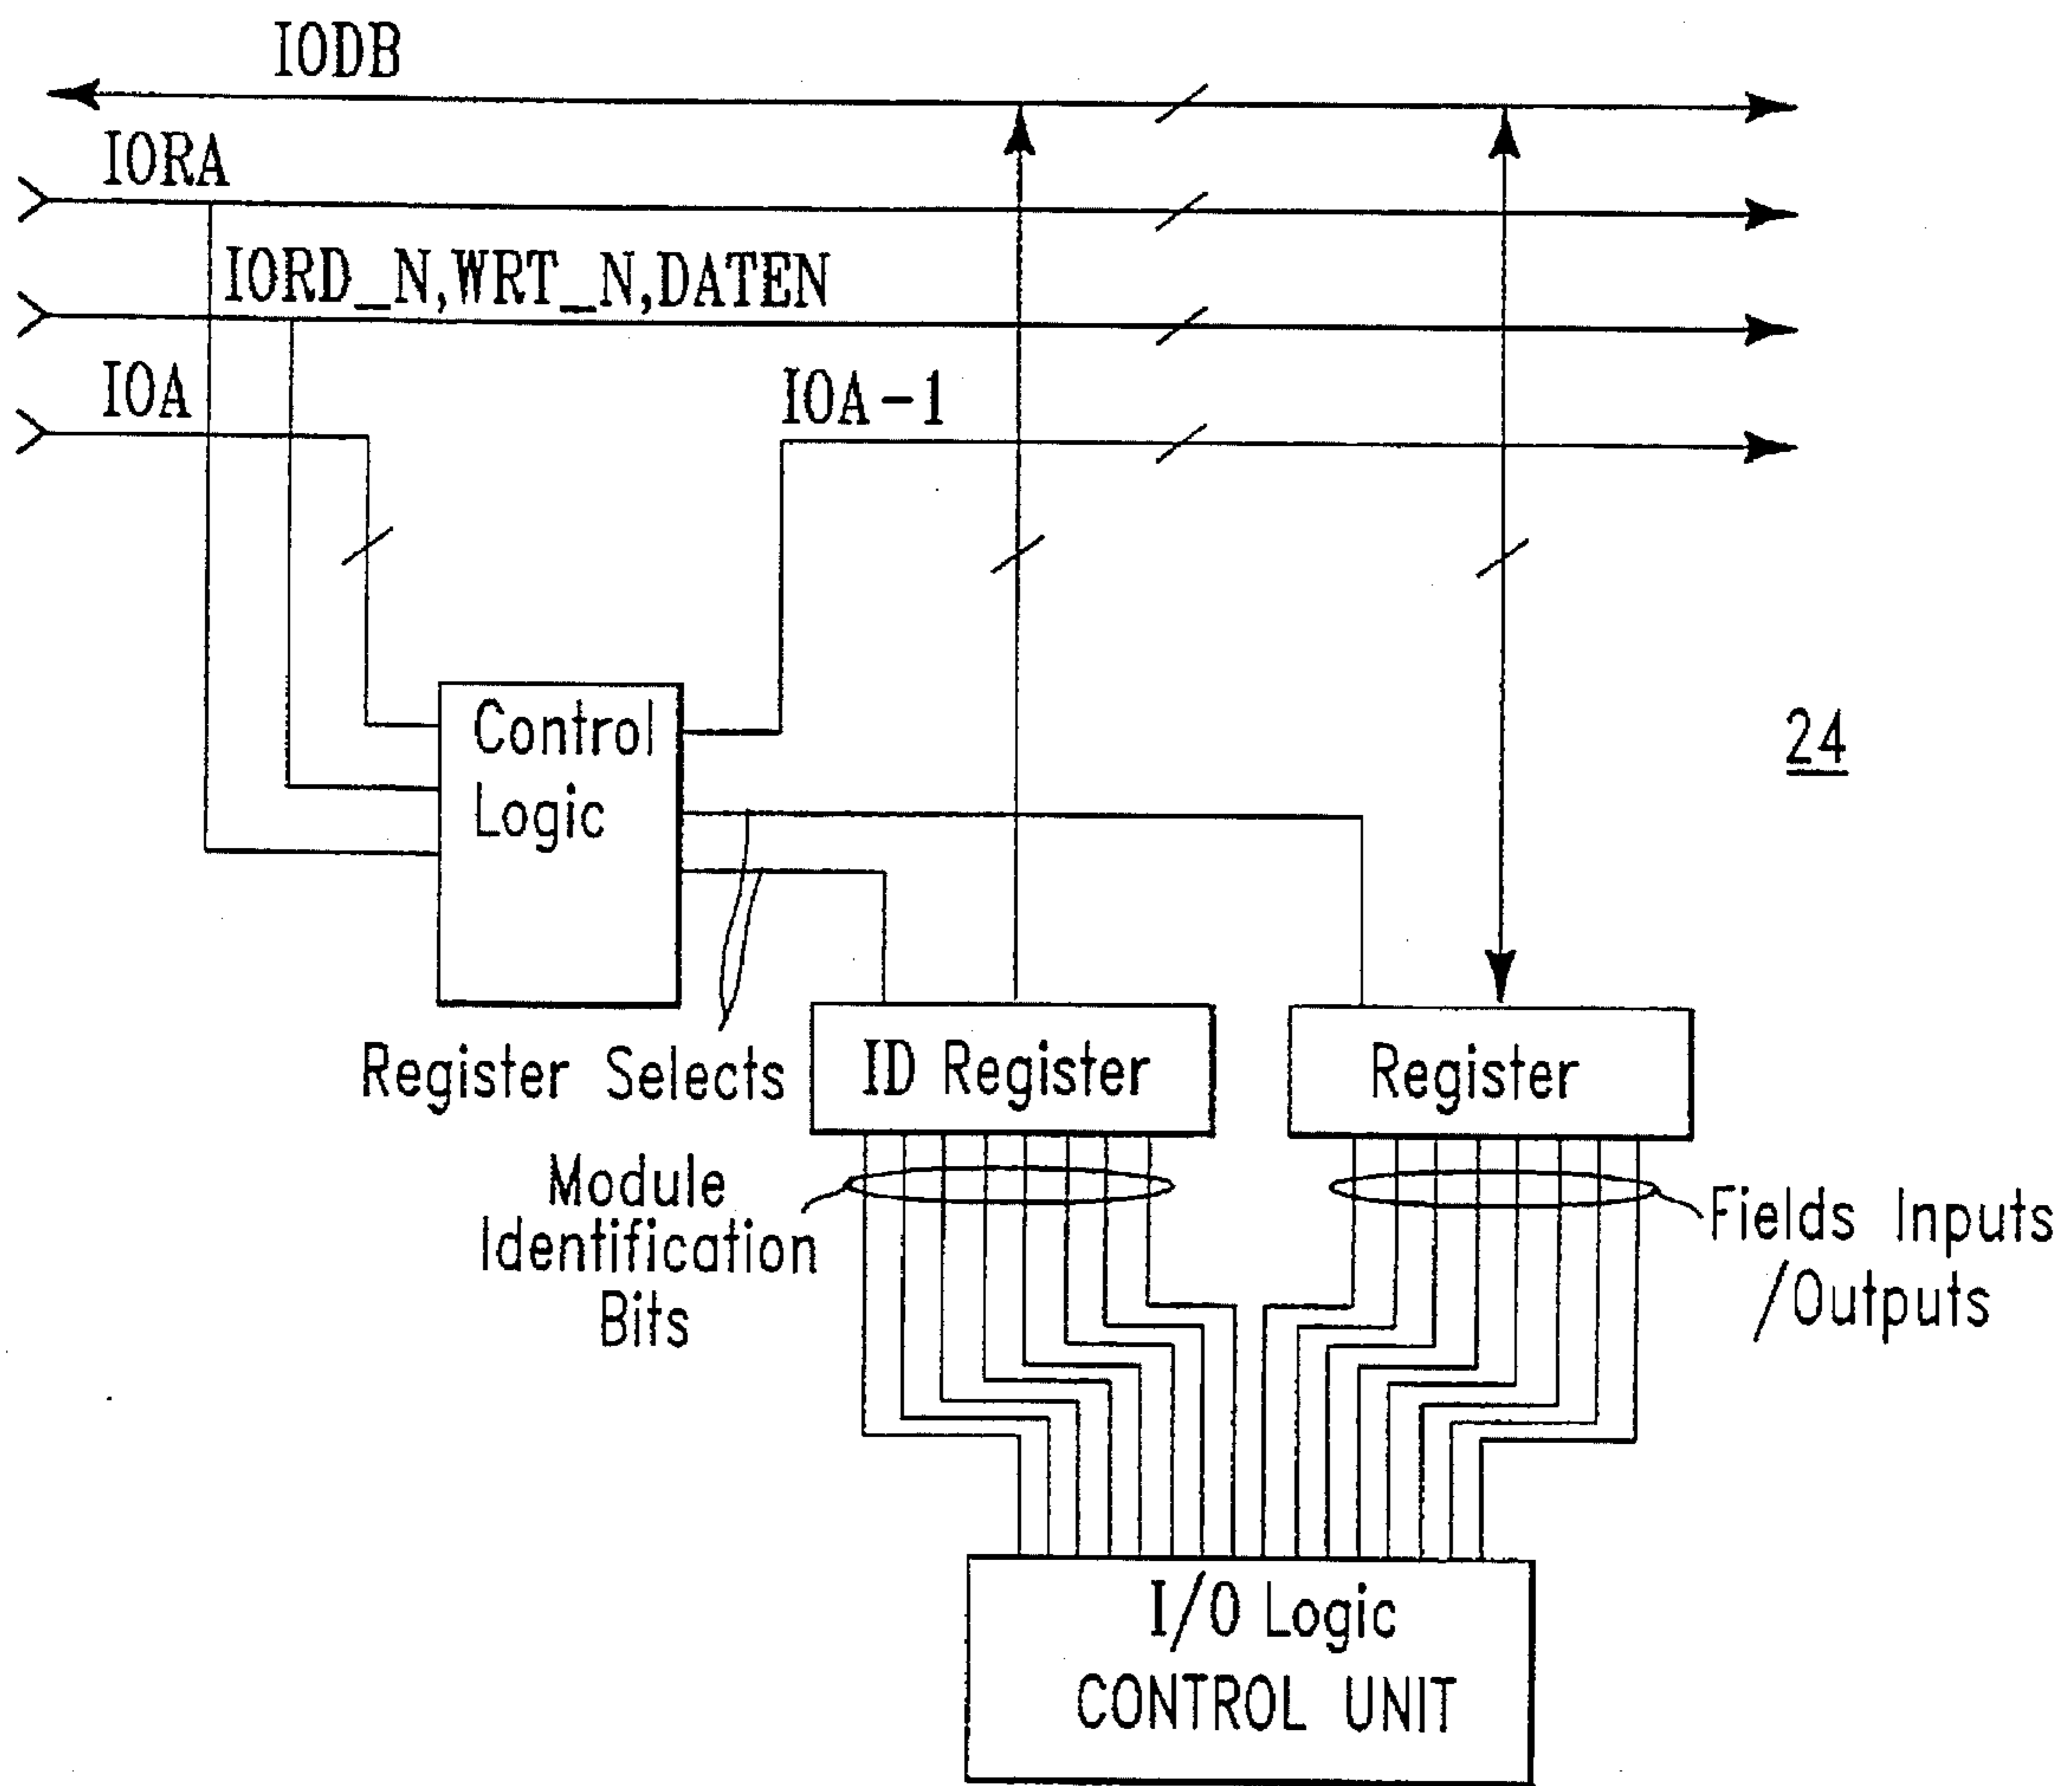 IODB
IORA
IORD_N,WRT_N,DATEN
IOA
IOA-1
Control
Logic
24
Register Selects
ID Register
Register
Module
Identification
Bits
Fields Inputs
/Outputs
I/O Logic
CONTROL UNIT